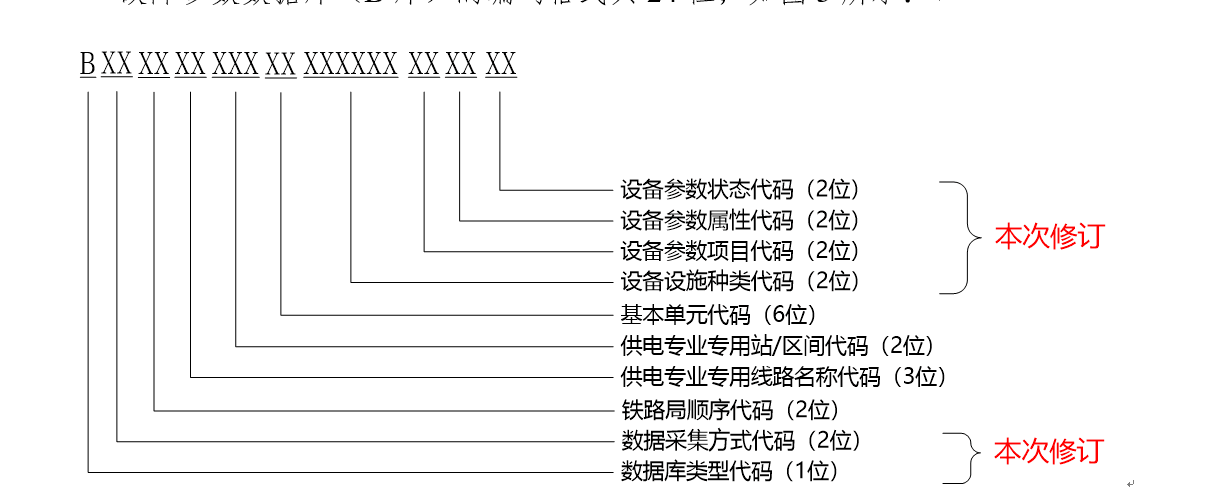 B XX XX XX XXX XX XXXXXX XX XX XX
设备参数状态代码（2位）
设备参数属性代码（2位）
设备参数项目代码（2位）
设备设施种类代码（2位）
本次修订
基本单元代码（6位）
供电专业专用站/区间代码（2位）
供电专业专用线路名称代码（3位）
铁路局顺序代码（2位）
数据采集方式代码（2位）
数据库类型代码（1位）
本次修订